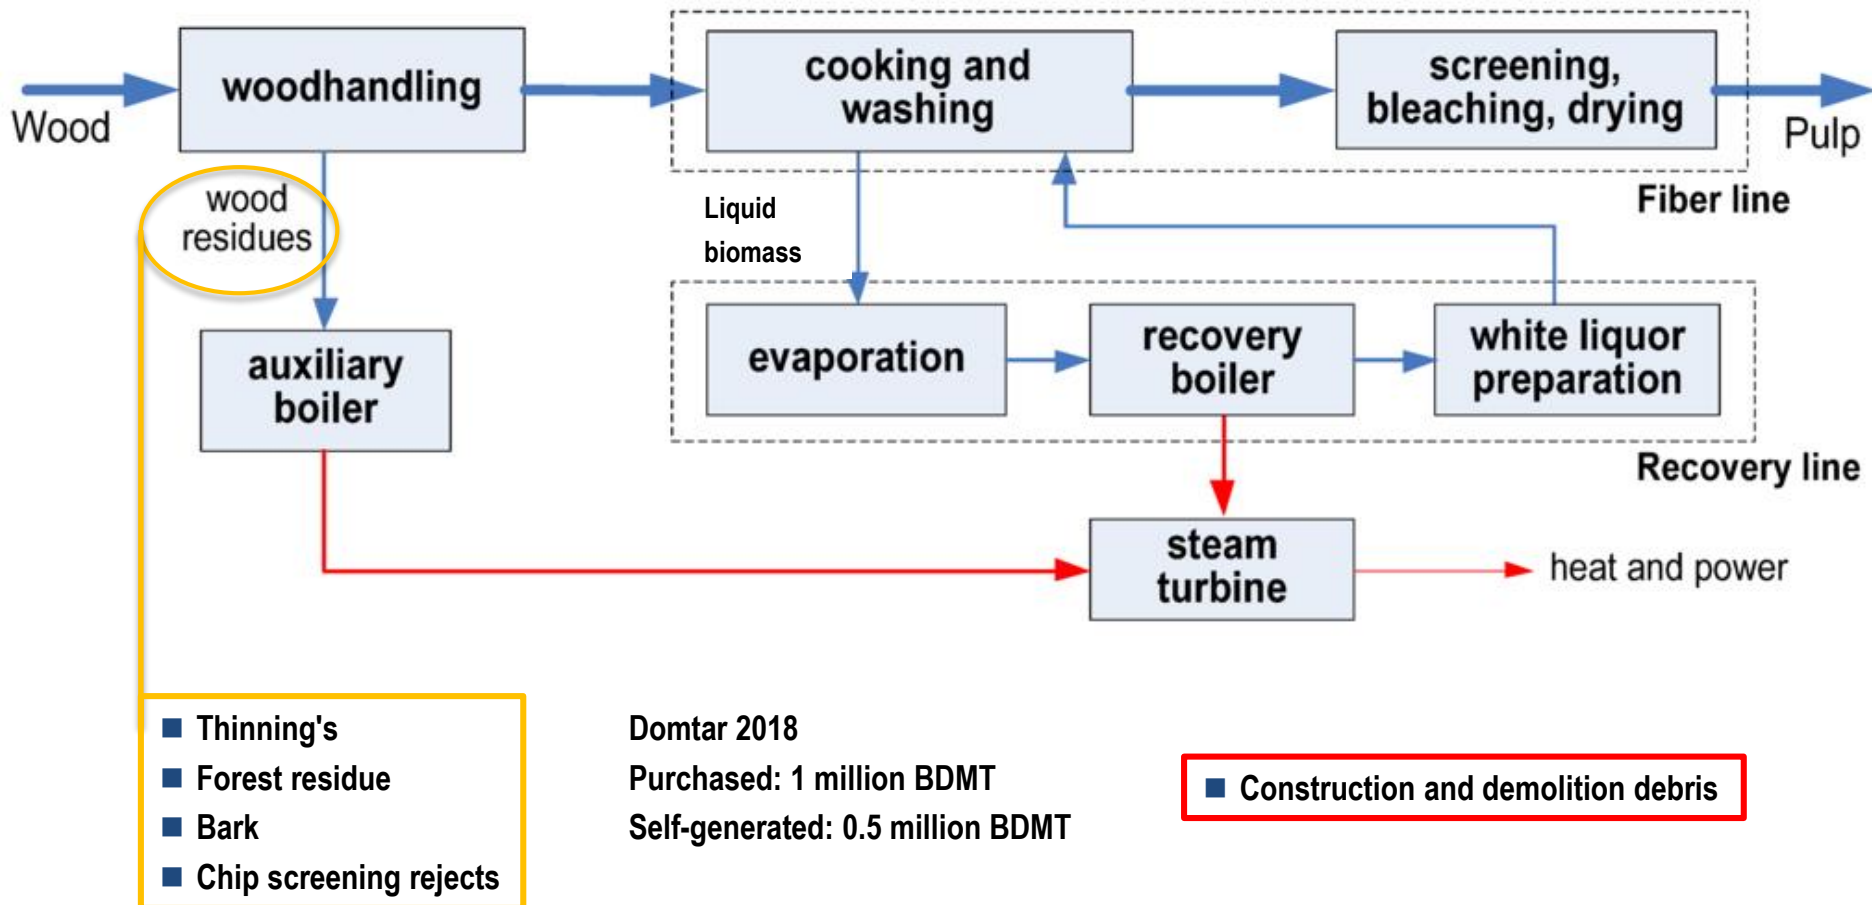 Wood
woodhandling
cooking and
washing
screening,
bleaching, drying
Pulp
Fiber line
wood
residues
Liquid
biomass
auxiliary
boiler
evaporation
recovery
boiler
white liquor
preparation
Recovery line
steam
turbine
heat and power
Thinning's
Forest residue
Bark
Chip screening rejects
Domtar 2018
Purchased: 1 million BDMT
Self-generated: 0.5 million BDMT
Construction and demolition debris